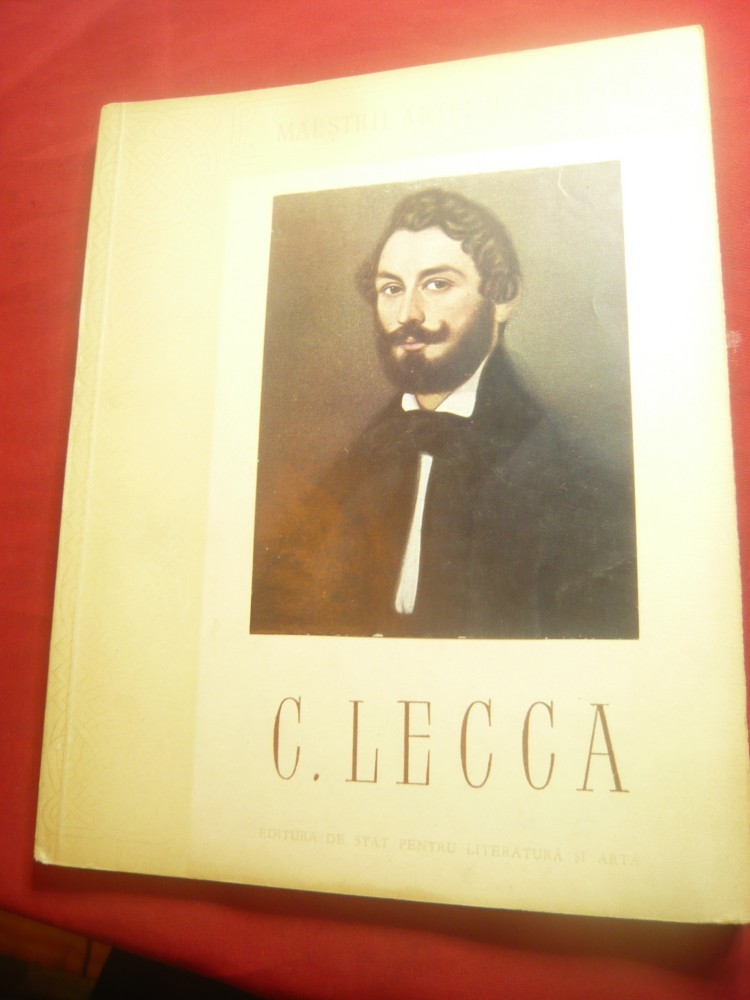 MAEȘTRII ARTEI
C. LECCA
EDITURA DE STAT PENTRU LITERATURĂ ȘI ARTĂ